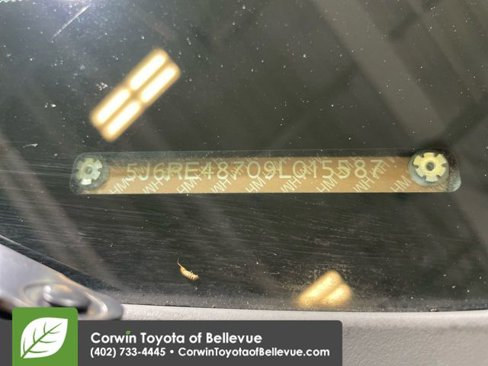 5J6RE48709L015587
Corwin Toyota of Bellevue
(402) 733-4445 • CorwinToyotaofBellevue.com